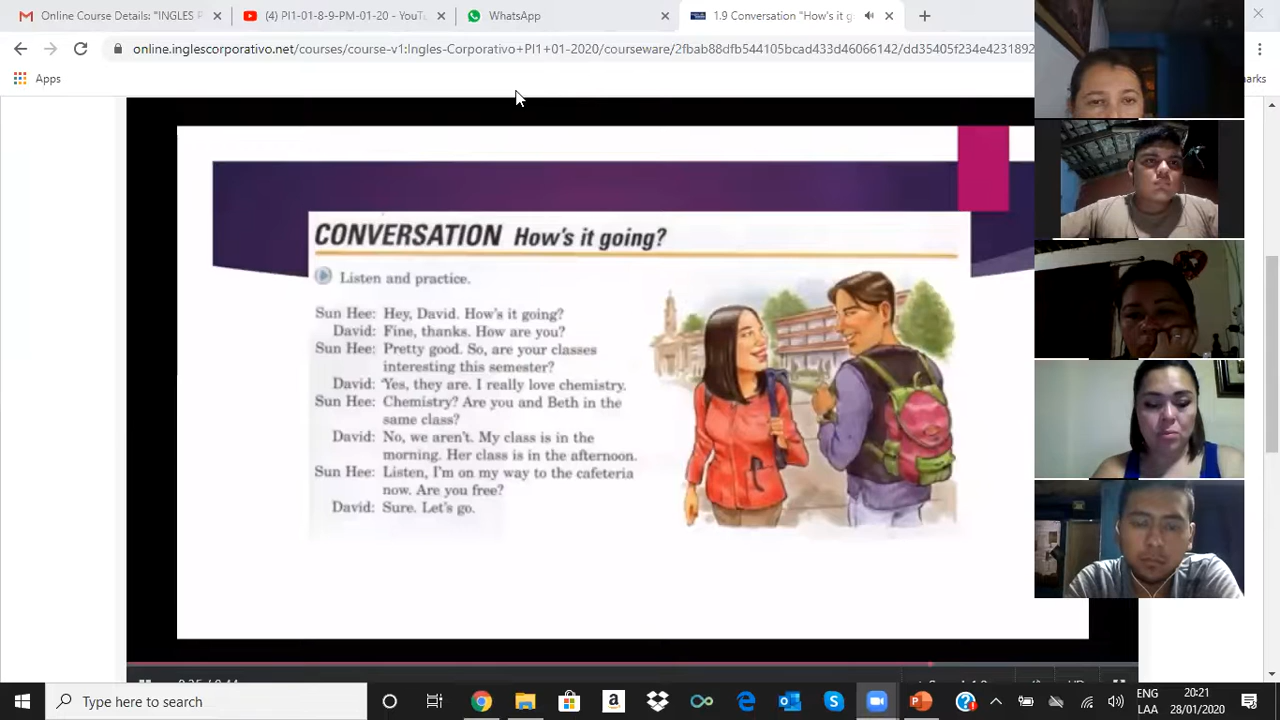 Online Course Details: "INGLES P
(4) PI1-01-8-9-PM-01-20 - YouTu
WhatsApp
1.9 Conversation "How's it g
online.inglescorporativo.net/courses/course-v1:Ingles-Corporativo+PI1+01-2020/courseware/2fbab88dfb544105bcad433d46066142/dd35405f234e4231892
Apps
CONVERSATION How's it going?
Listen and practice.
Sun Hee: Hey, David. How's it going?
David: Fine, thanks. How are you?
Sun Hee: Pretty good. So, are your classes
interesting this semester?
David: Yes, they are. I really love chemistry.
Sun Hee: Chemistry? Are you and Beth in the
same class?
David: No, we aren't. My class is in the
morning. Her class is in the afternoon.
Sun Hee: Listen, I'm on my way to the cafeteria
now. Are you free?
David: Sure. Let's go.
Type here to search
ENG
LAA
20:21
28/01/2020